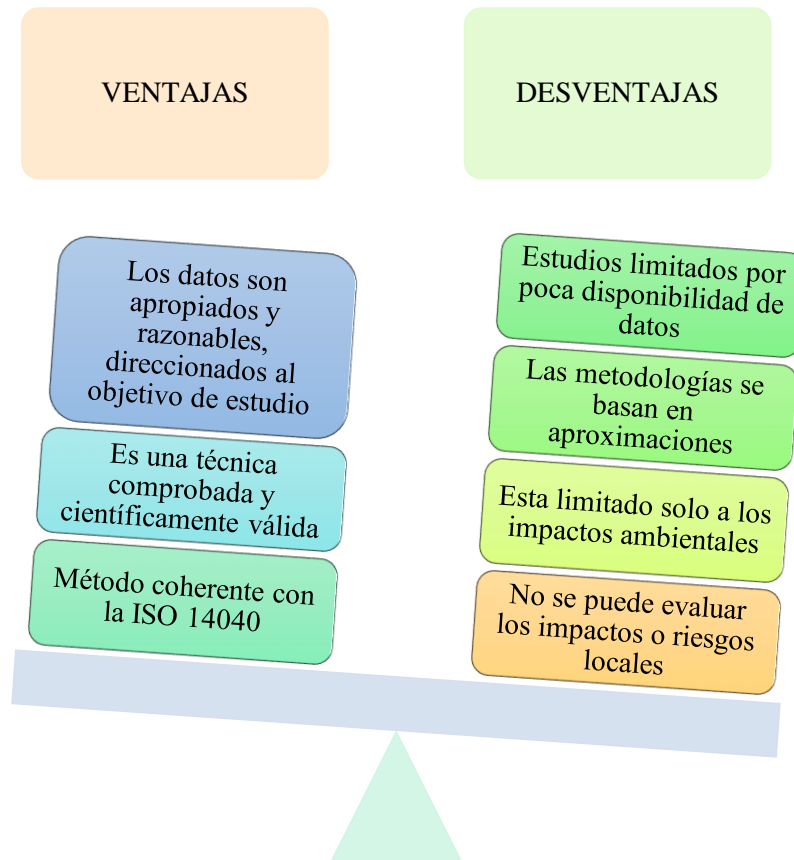 VENTAJAS
DESVENTAJAS
Los datos son
apropiados y
razonables,
direccionados al
objetivo de estudio
Es una técnica
comprobada y
científicamente válida
Método coherente con
la ISO 14040
Estudios limitados por
poca disponibilidad de
datos
Las metodologías se
basan en
aproximaciones
Esta limitado solo a los
impactos ambientales
No se puede evaluar
los impactos o riesgos
locales